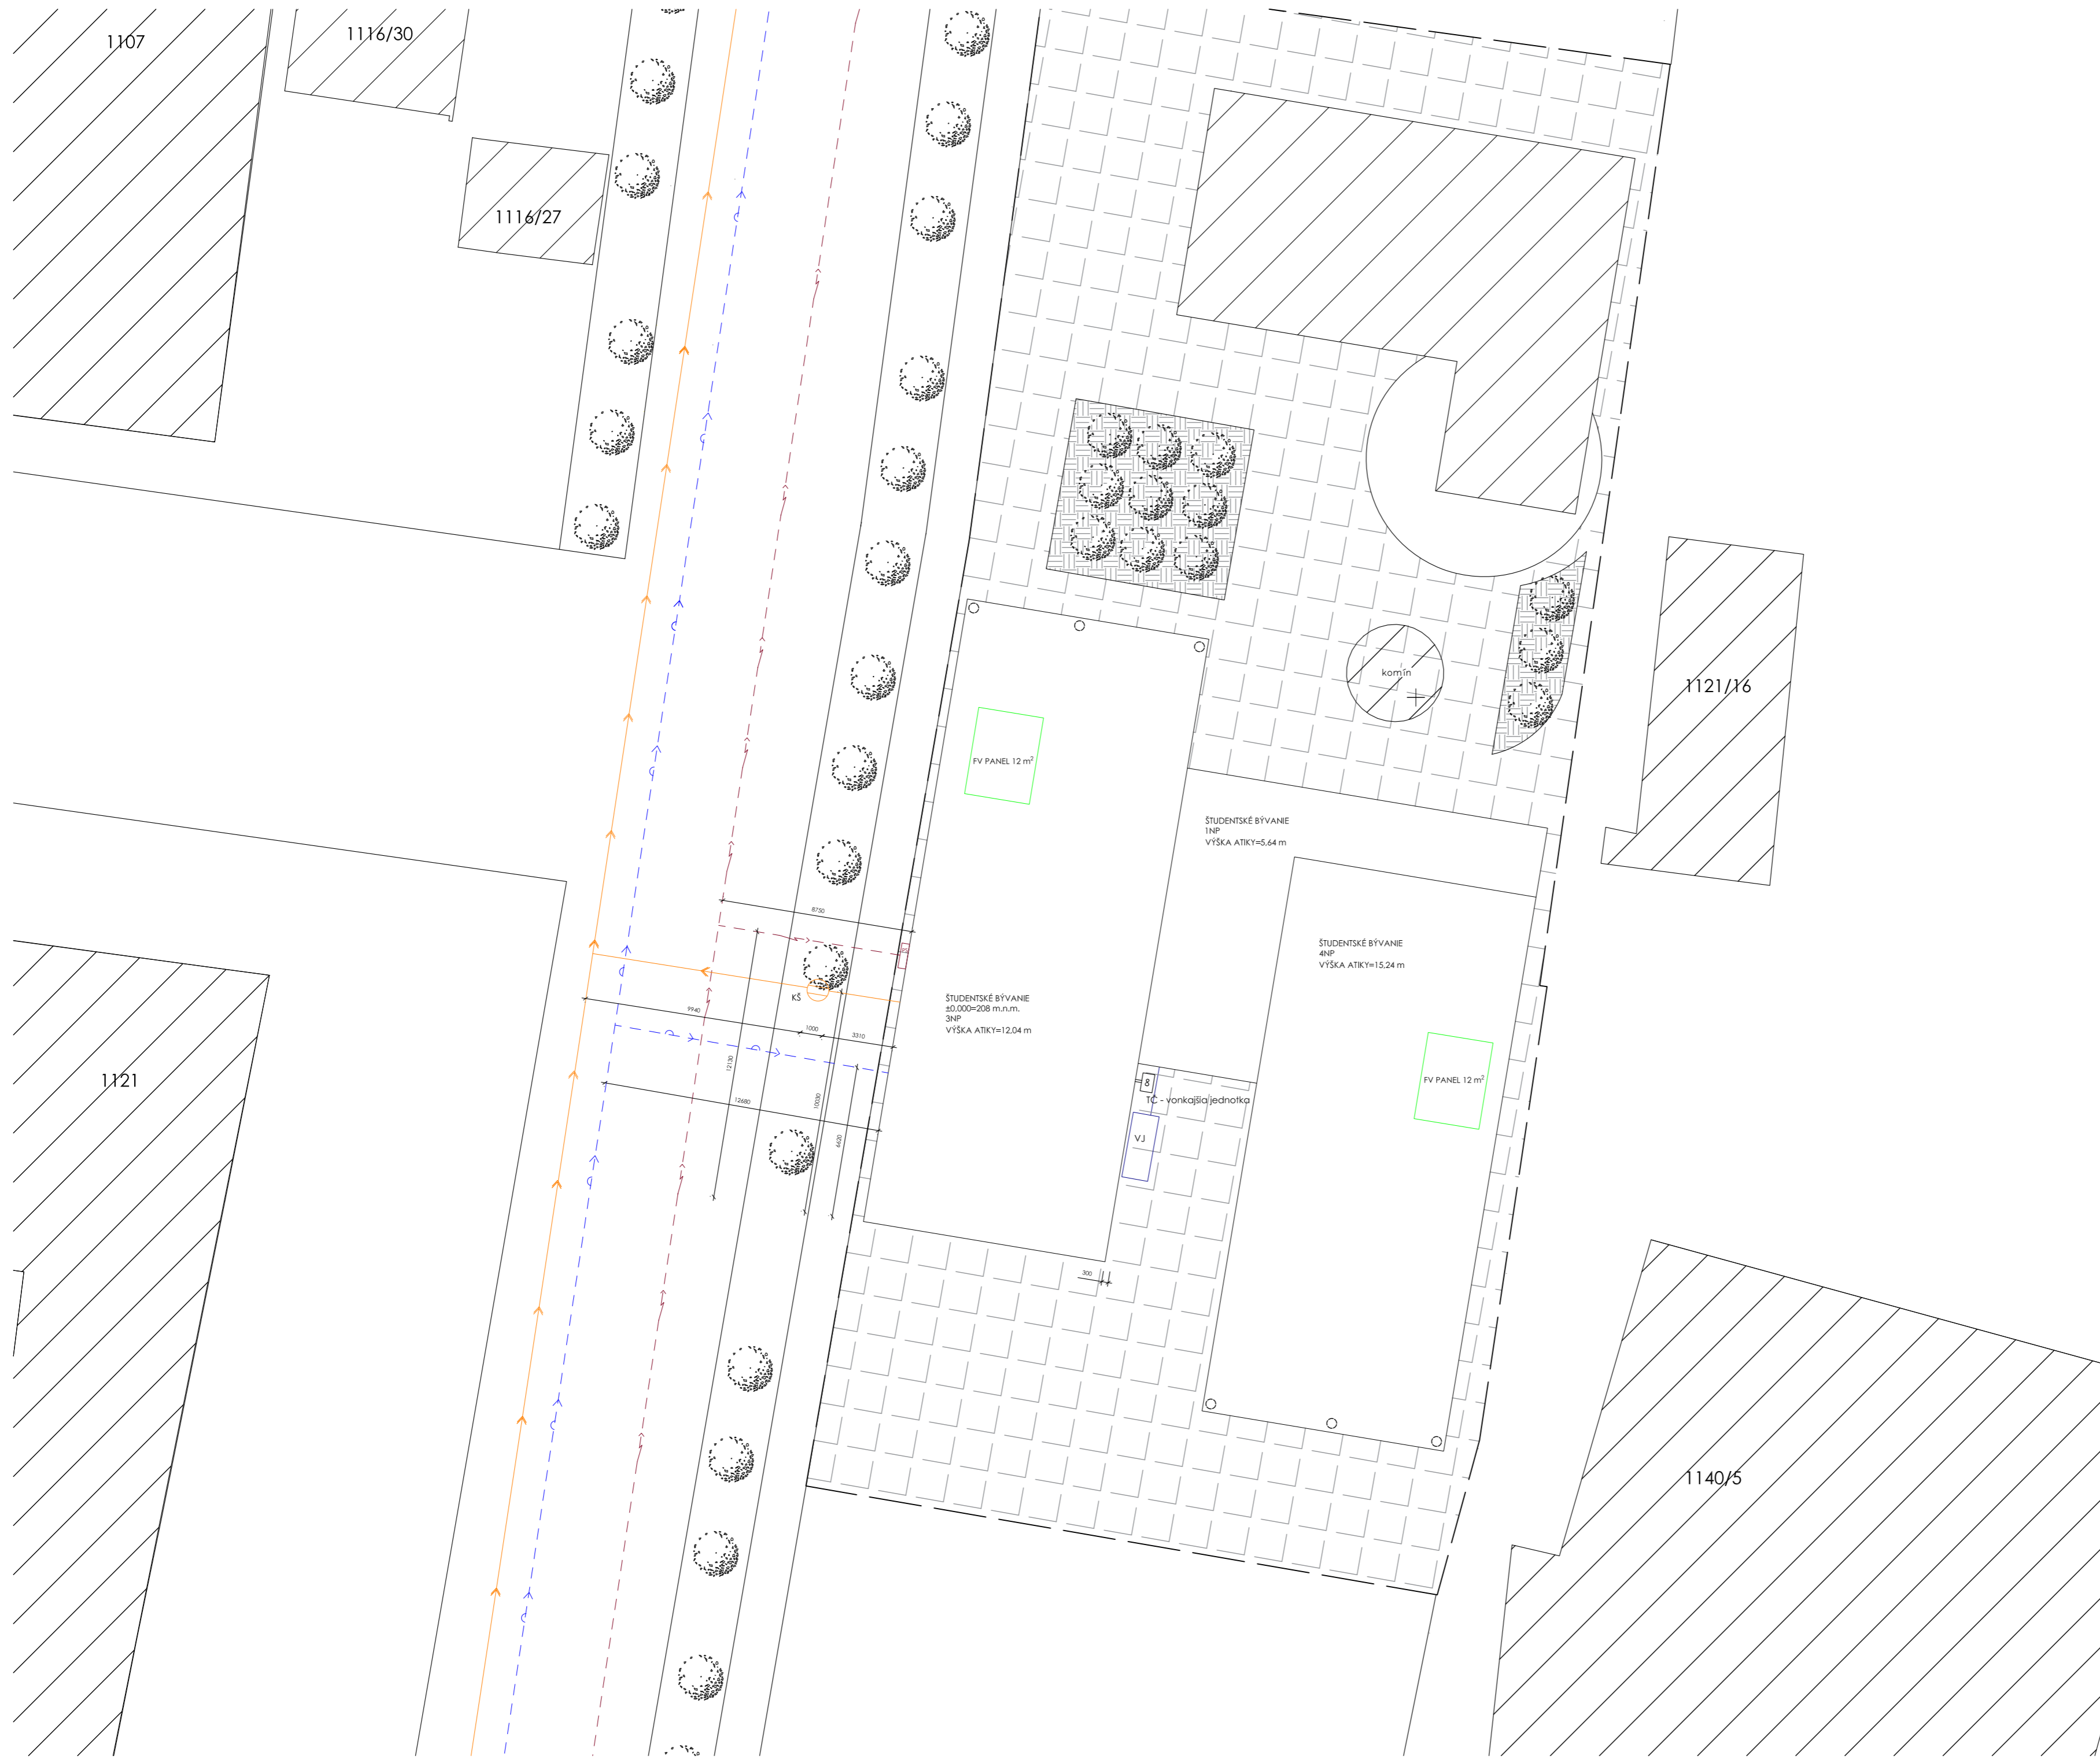 1107
1116/30
1116/27
komín
1121/16
FV PANEL 12 m²
ŠTUDENTSKÉ BÝVANIE
1NP
VÝŠKA ATIKY=5,64 m
8750
ŠTUDENTSKÉ BÝVANIE
4NP
VÝŠKA ATIKY=15,24 m
KŠ
ŠTUDENTSKÉ BÝVANIE
±0,000=208 m.n.m.
3NP
VÝŠKA ATIKY=12,04 m
9940
1000
3310
12130
1121
FV PANEL 12 m²
TČ - vonkajšia jednotka
12680
10030
6620
VJ
300
1140/5